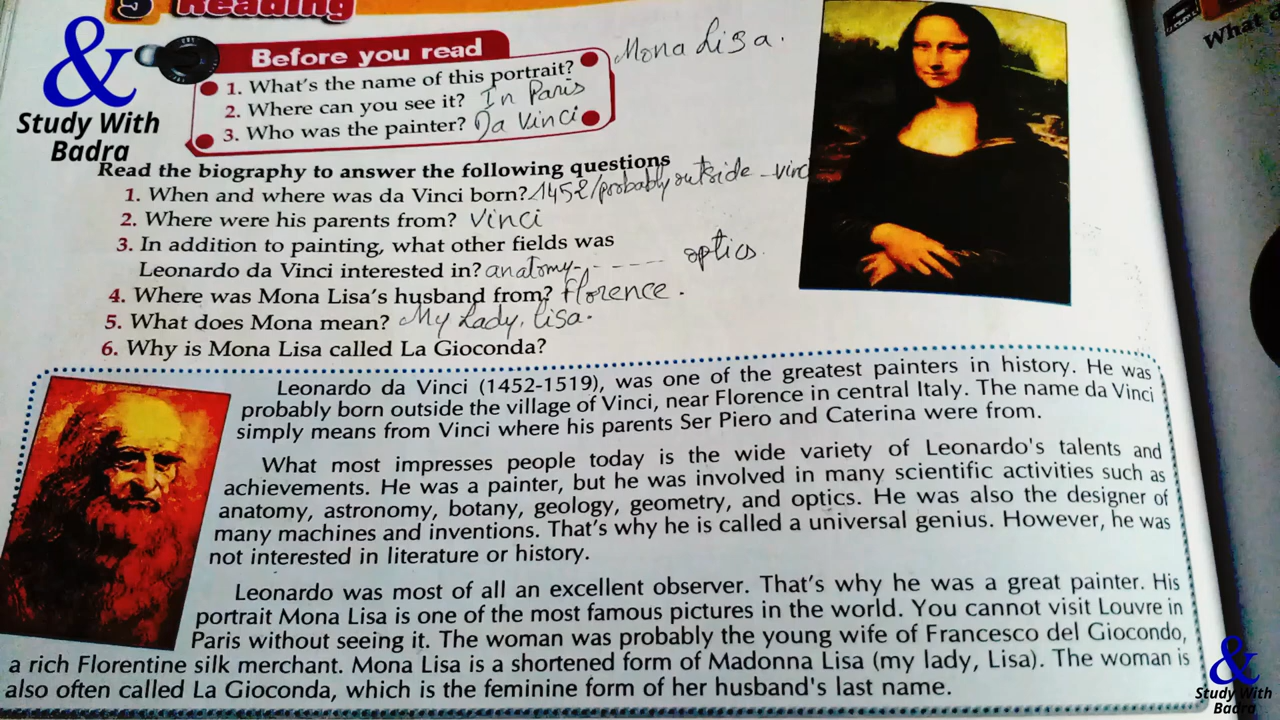 5 Reading
&
Study With
Badra
Before you read
1. What's the name of this portrait? Mona Lisa.
2. Where can you see it? In Paris
3. Who was the painter? Da Vinci
What
Read the biography to answer the following questions
1. When and where was da Vinci born? 1452/probably outside vinci
2. Where were his parents from? Vinci
3. In addition to painting, what other fields was
Leonardo da Vinci interested in? anatomy - - - - - optics.
4. Where was Mona Lisa's husband from? Florence.
5. What does Mona mean? My Lady, lisa.
6. Why is Mona Lisa called La Gioconda?
Leonardo da Vinci (1452-1519), was one of the greatest painters in history. He was
probably born outside the village of Vinci, near Florence in central Italy. The name da Vinci
simply means from Vinci where his parents Ser Piero and Caterina were from.
What most impresses people today is the wide variety of Leonardo's talents and
achievements. He was a painter, but he was involved in many scientific activities such as
anatomy, astronomy, botany, geology, geometry, and optics. He was also the designer of
many machines and inventions. That's why he is called a universal genius. However, he was
not interested in literature or history.
Leonardo was most of all an excellent observer. That's why he was a great painter. His
portrait Mona Lisa is one of the most famous pictures in the world. You cannot visit Louvre in
Paris without seeing it. The woman was probably the young wife of Francesco del Giocondo,
a rich Florentine silk merchant. Mona Lisa is a shortened form of Madonna Lisa (my lady, Lisa). The woman is
also often called La Gioconda, which is the feminine form of her husband's last name.
&
Study With
Badra